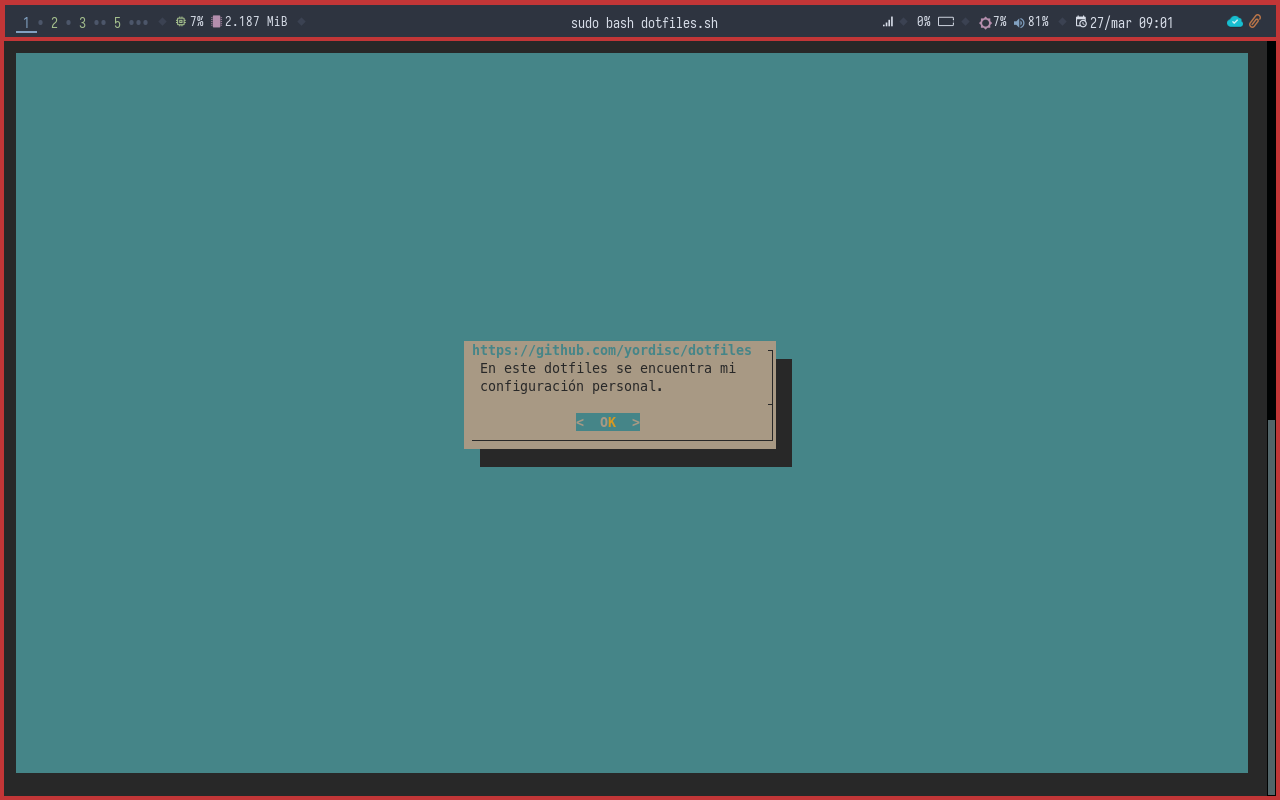 1 2 3 5 7% 2.187 MiB sudo bash dotfiles.sh 0% 7% 81% 27/mar 09:01
https://github.com/yordisc/dotfiles
En este dotfiles se encuentra mi
configuración personal.
< OK >